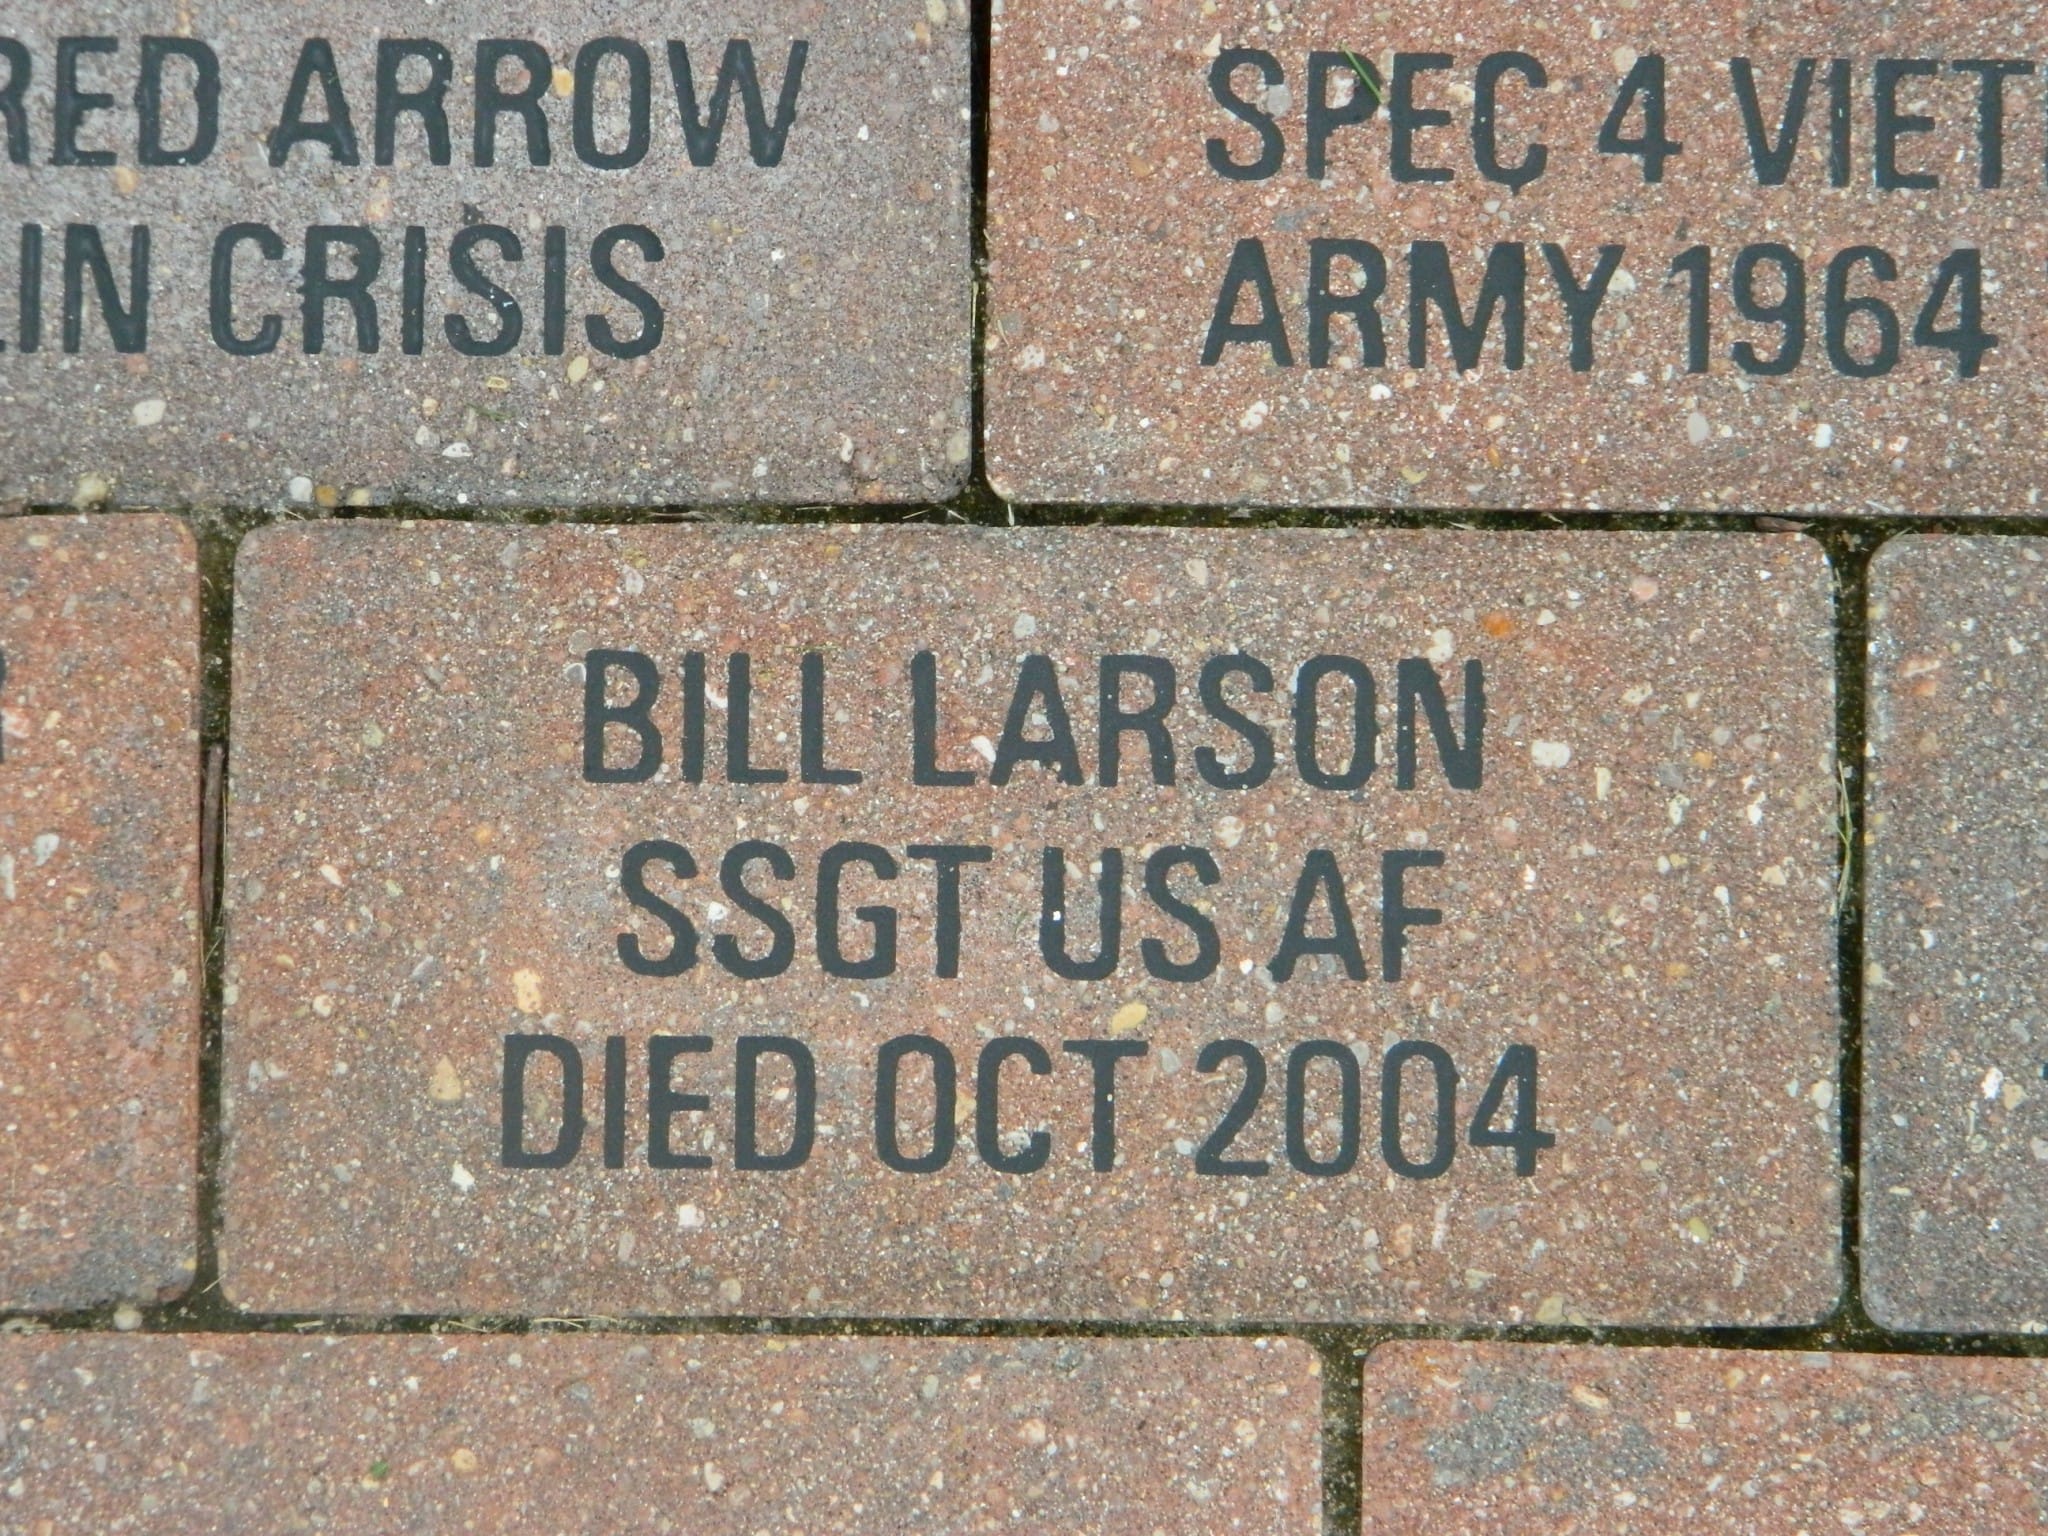 RED ARROW
IN CRISIS
SPEC 4
ARMY 1964
BILL LARSON
SSGT US AF
DIED OCT 2004